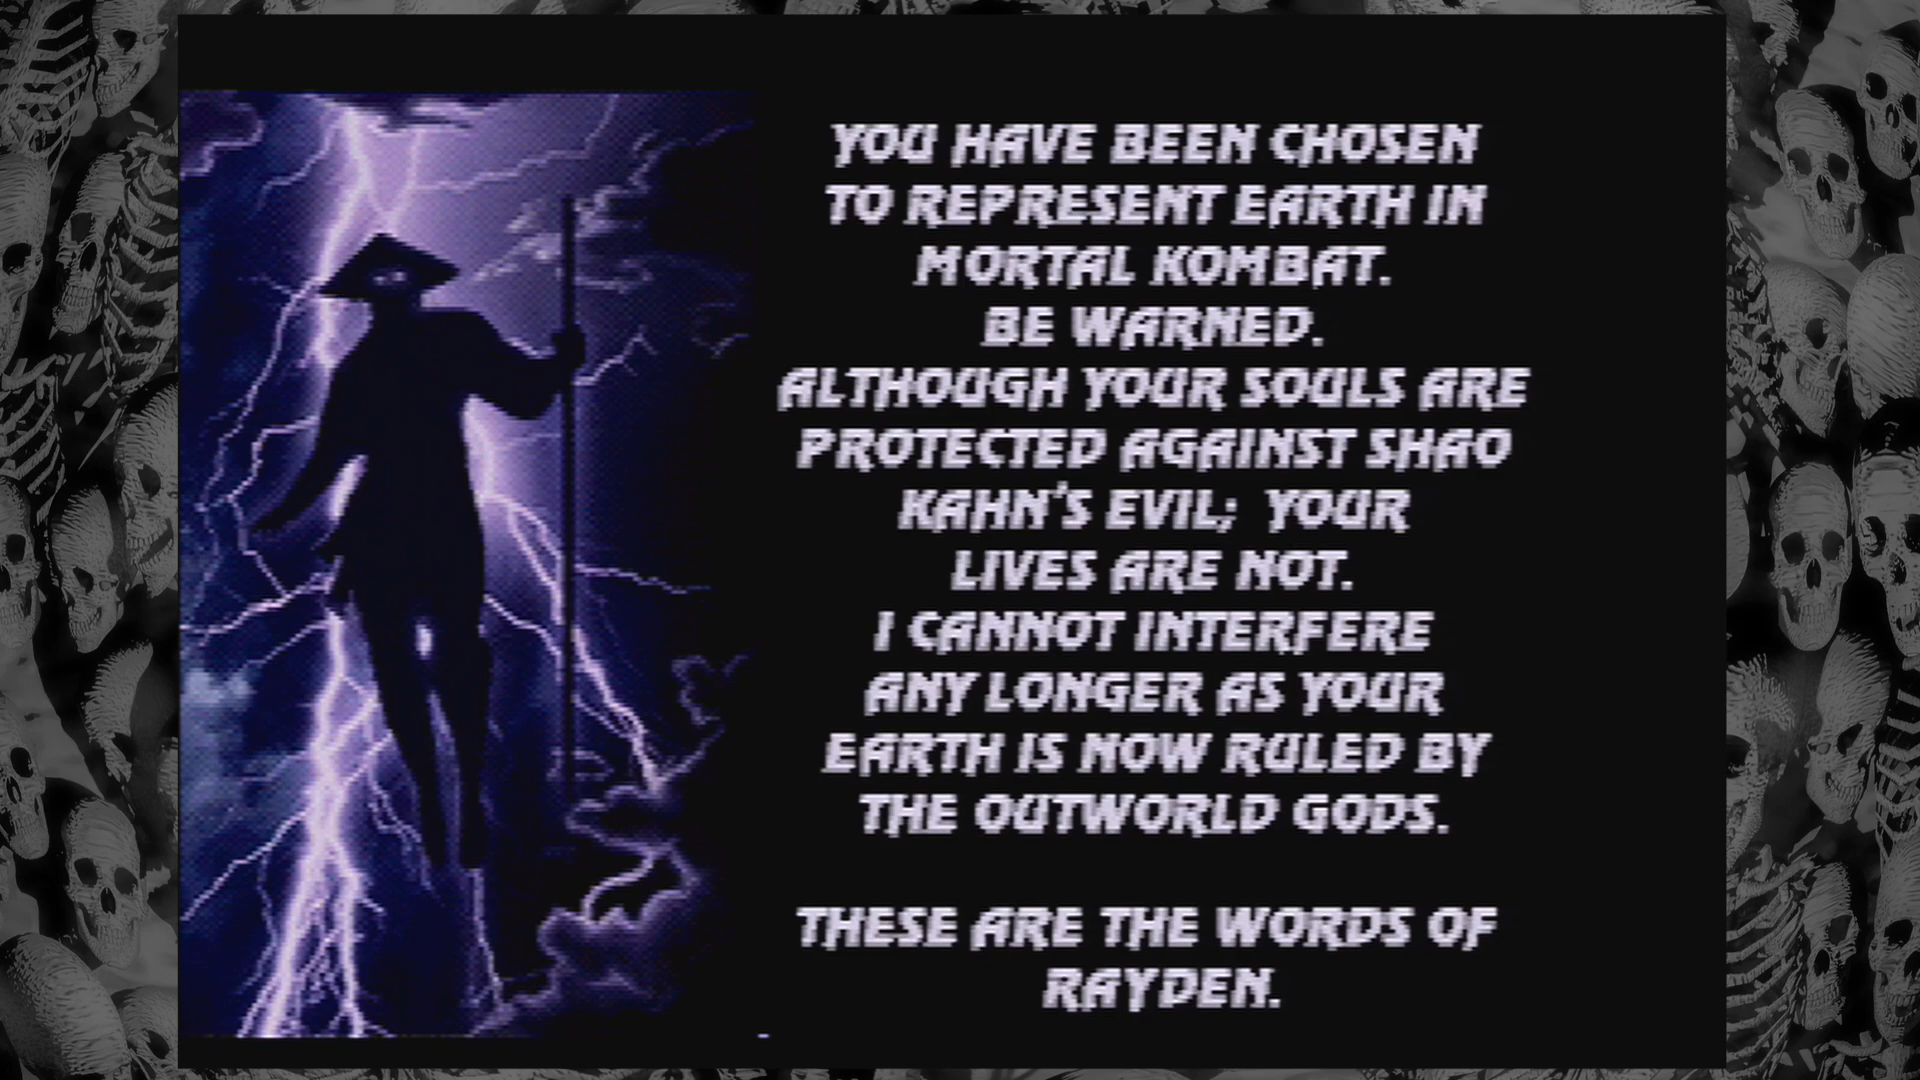 YOU HAVE BEEN CHOSEN
TO REPRESENT EARTH IN
MORTAL KOMBAT.
BE WARNED.
ALTHOUGH YOUR SOULS ARE
PROTECTED AGAINST SHAO
KAHN'S EVIL; YOUR
LIVES ARE NOT.
I CANNOT INTERFERE
ANY LONGER AS YOUR
EARTH IS NOW RULED BY
THE OUTWORLD GODS.
THESE ARE THE WORDS OF
RAYDEN.